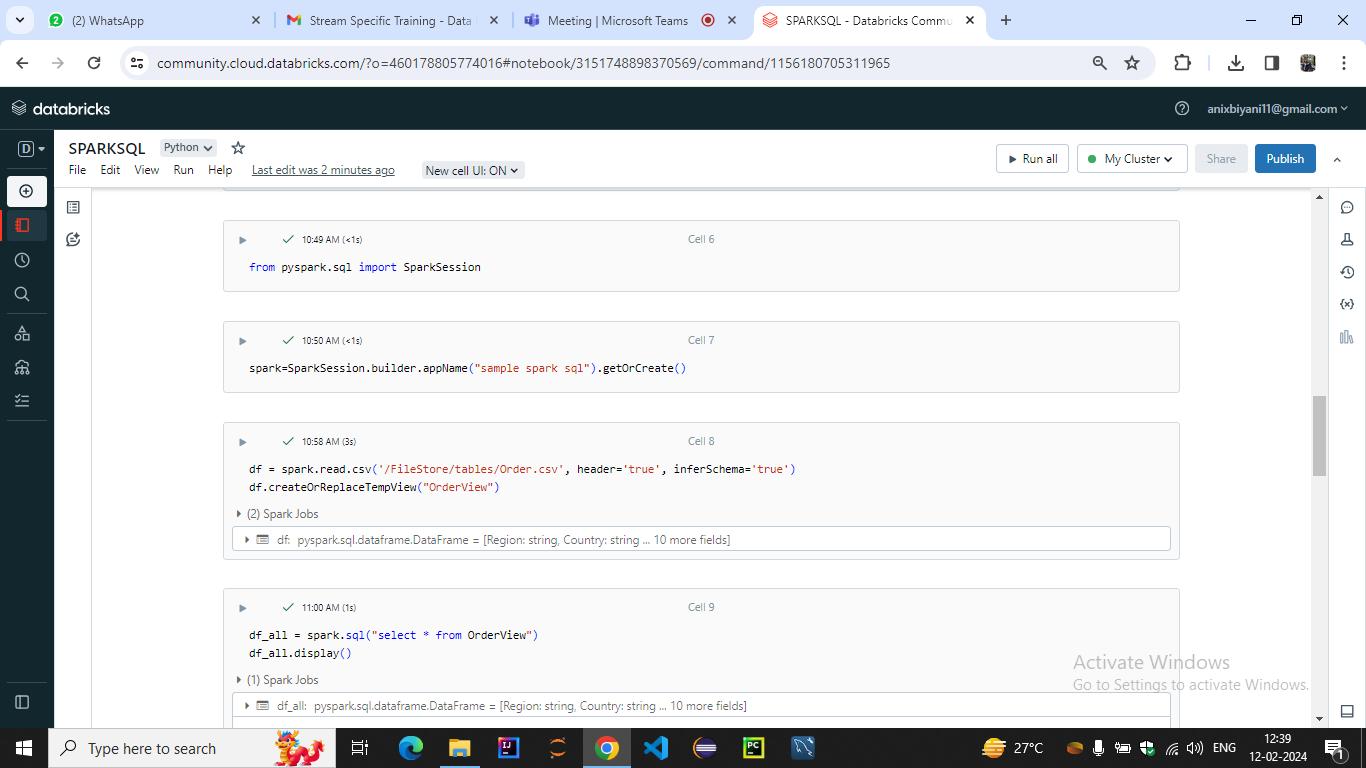 (2) WhatsApp
Stream Specific Training - Data
Meeting | Microsoft Teams
SPARKSQL - Databricks Commu
community.cloud.databricks.com/?o=460178805774016#notebook/3151748898370569/command/1156180705311965
databricks
anixbiyani11@gmail.com
D
SPARKSQL
Python
File
Edit
View
Run
Help
Last edit was 2 minutes ago
New cell UI: ON
Run all
My Cluster
Share
Publish
10:49 AM (<1s)
Cell 6
from pyspark.sql import SparkSession
10:50 AM (<1s)
Cell 7
spark=SparkSession.builder.appName("sample spark sql").getOrCreate()
10:58 AM (3s)
Cell 8
df = spark.read.csv('/FileStore/tables/Order.csv', header='true', inferSchema='true')
df.createOrReplaceTempView("OrderView")
(2) Spark Jobs
df: pyspark.sql.dataframe.DataFrame = [Region: string, Country: string ... 10 more fields]
11:00 AM (1s)
Cell 9
df_all = spark.sql("select * from OrderView")
df_all.display()
(1) Spark Jobs
df_all: pyspark.sql.dataframe.DataFrame = [Region: string, Country: string ... 10 more fields]
Activate Windows
Go to Settings to activate Windows.
Type here to search
27°C
ENG
12:39
12-02-2024
1